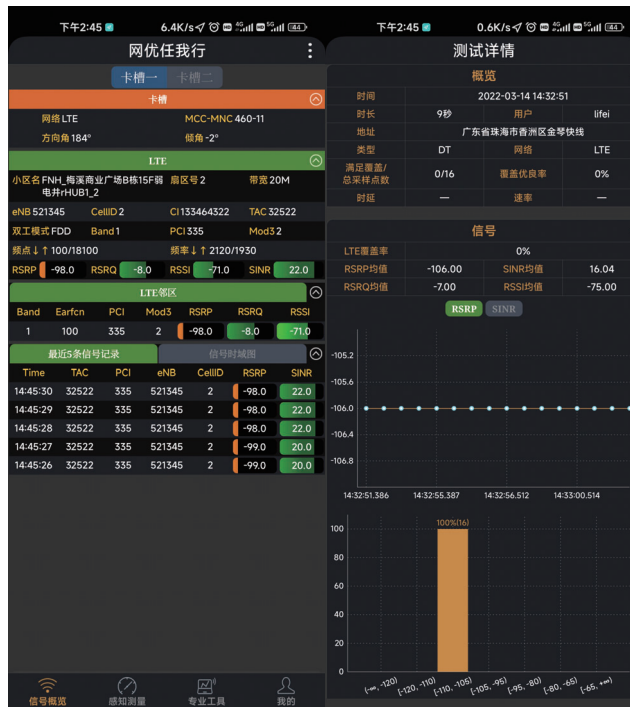 下午2:45 6.4K/s 4G 5G 44
网优任我行
卡槽一 卡槽二
卡槽
网络 LTE MCC-MNC 460-11
方向角 184° 倾角 -2°
LTE
小区名 FNH_梅溪商业广场B栋15F弱电井rHUB1_2 扇区号 2 带宽 20M
eNB 521345 CellID 2 CI 133464322 TAC 32522
双工模式 FDD Band 1 PCI 335 Mod3 2
频点↓↑ 100/18100 频率↓↑ 2120/1930
RSRP -98.0 RSRQ -8.0 RSSI -71.0 SINR 22.0
LTE邻区
Band Earfcn PCI Mod3 RSRP RSRQ RSSI
1 100 335 2 -98.0 -8.0 -71.0
最近5条信号记录 信号时域图
Time TAC PCI eNB CellID RSRP SINR
14:45:30 32522 335 521345 2 -98.0 22.0
14:45:29 32522 335 521345 2 -98.0 22.0
14:45:28 32522 335 521345 2 -98.0 22.0
14:45:27 32522 335 521345 2 -99.0 20.0
14:45:26 32522 335 521345 2 -99.0 20.0
信号概览 感知测量 专业工具 我的
下午2:45 0.6K/s 4G 5G 44
测试详情
概览
时间 2022-03-14 14:32:51
时长 9秒 用户 lifei
地址 广东省珠海市香洲区金琴快线
类型 DT 网络 LTE
满足覆盖/总采样点数 0/16 覆盖优良率 0%
时延 — 速率 —
信号
LTE覆盖率 0%
RSRP均值 -106.00 SINR均值 16.04
RSRQ均值 -7.00 RSSI均值 -75.00
RSRP SINR
-105.2
-105.6
-106.0
-106.4
-106.8
14:32:51.386 14:32:55.387 14:32:56.512 14:33:00.514
100%(16)
100
80
60
40
20
0
(-∞, -120) [-120, -110) [-110, -105) [-105, -95) [-95, -80) [-80, -65) [-65, +∞)